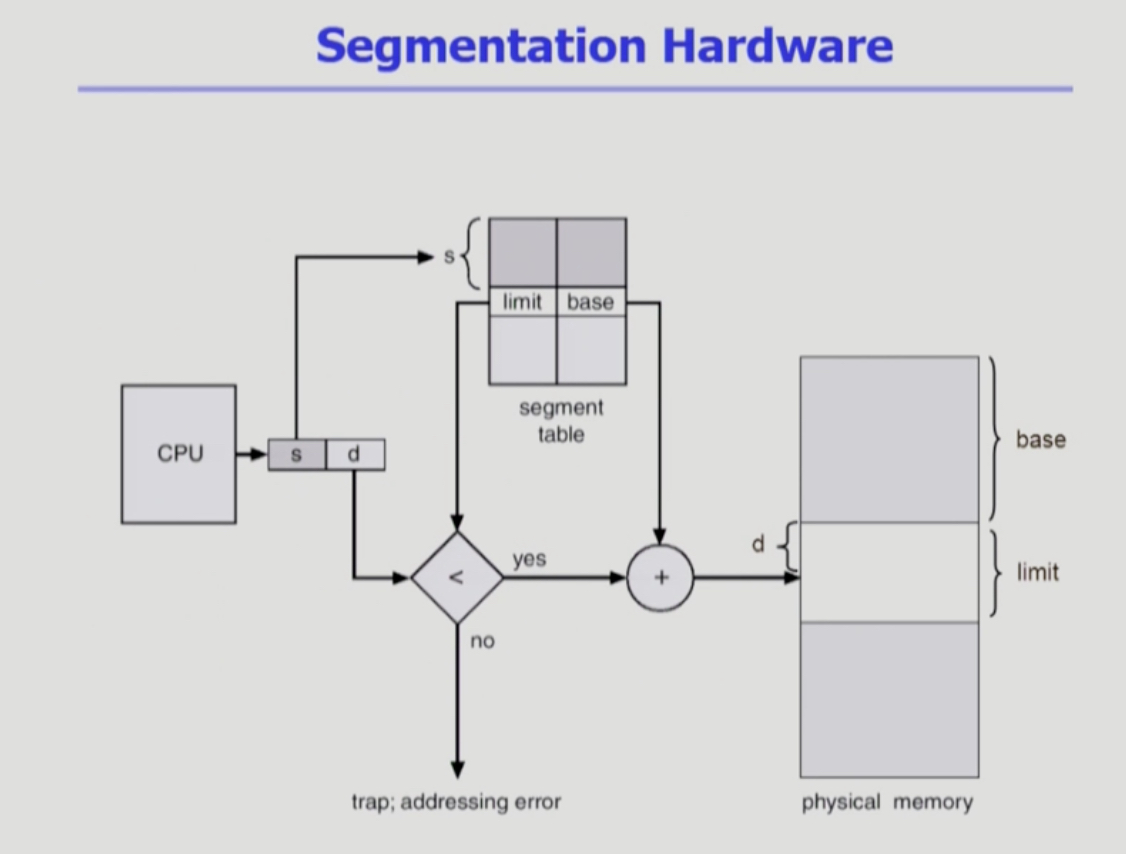 Segmentation Hardware
s
limit base
segment
table
CPU
s d
base
d
limit
<
yes
+
no
trap; addressing error
physical memory